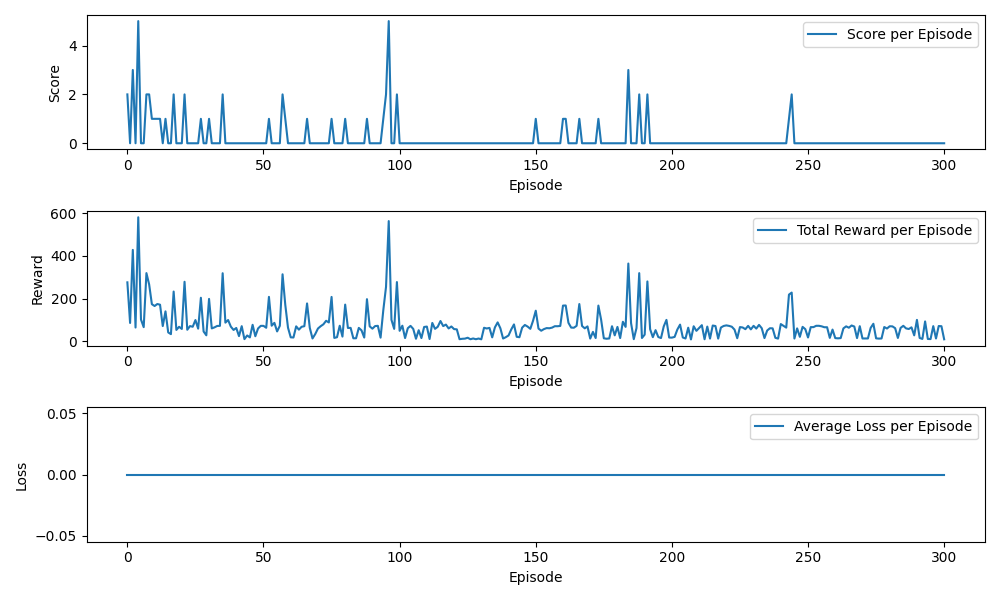 Score per Episode
4
2
0
Score
0 50 100 150 200 250 300
Episode
Total Reward per Episode
600
400
200
0
Reward
0 50 100 150 200 250 300
Episode
Average Loss per Episode
0.05
0.00
−0.05
Loss
0 50 100 150 200 250 300
Episode